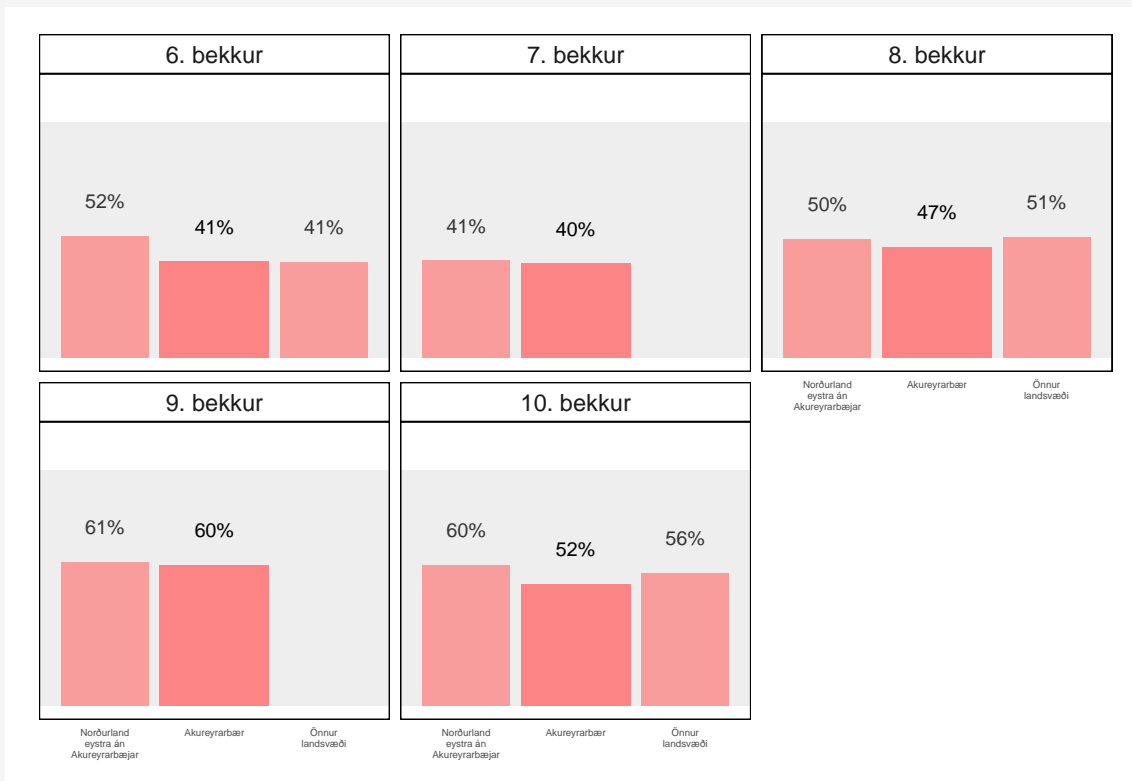 6. bekkur
7. bekkur
8. bekkur
52%
41%
41%
41%
40%
50%
47%
51%
Norðurland
eystra án
Akureyrarbæjar
Akureyrarbær
Önnur
landsvæði
9. bekkur
10. bekkur
61%
60%
60%
52%
56%
Norðurland
eystra án
Akureyrarbæjar
Akureyrarbær
Önnur
landsvæði
Norðurland
eystra án
Akureyrarbæjar
Akureyrarbær
Önnur
landsvæði